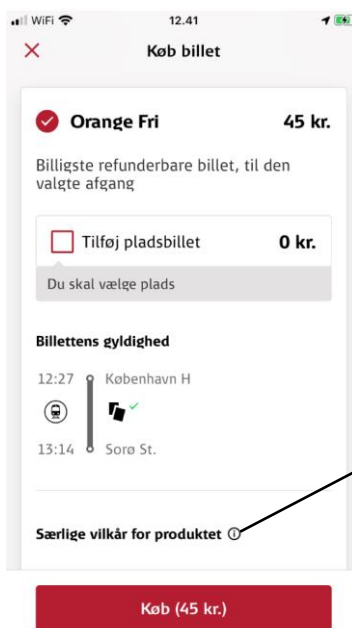 WiFi 12.41
Køb billet
Orange Fri 45 kr.
Billigste refunderbare billet, til den
valgte afgang
Tilføj pladsbillet 0 kr.
Du skal vælge plads
Billettens gyldighed
12:27 København H
13:14 Sorø St.
Særlige vilkår for produktet
Køb (45 kr.)